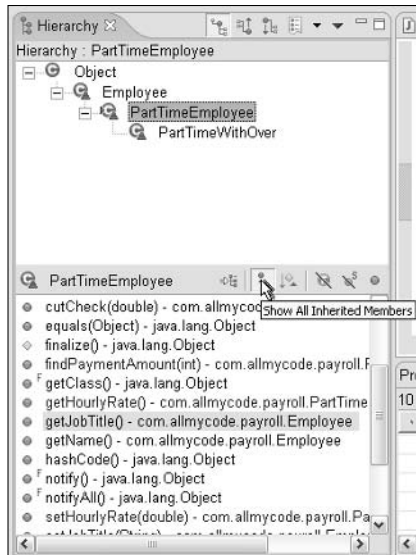 Hierarchy
Hierarchy : PartTimeEmployee
Object
Employee
PartTimeEmployee
PartTimeWithOver
PartTimeEmployee
Show All Inherited Members
cutCheck(double) - com.allmycod
equals(Object) - java.lang.Object
finalize() - java.lang.Object
findPaymentAmount(int) - com.allmycode.payroll.F
F getClass() - java.lang.Object
getHourlyRate() - com.allmycode.payroll.PartTime
getJobTitle() - com.allmycode.payroll.Employee
getName() - com.allmycode.payroll.Employee
hashCode() - java.lang.Object
F notify() - java.lang.Object
F notifyAll() - java.lang.Object
setHourlyRate(double) - com.allmycode.payroll.Pa
Pr
10